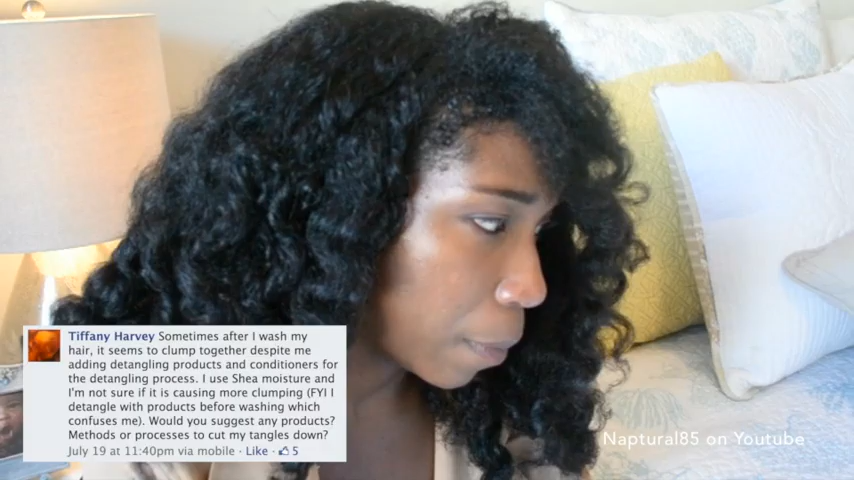 Tiffany Harvey Sometimes after I wash my
hair, it seems to clump together despite me
adding detangling products and conditioners for
the detangling process. I use Shea moisture and
I'm not sure if it is causing more clumping (FYI I
detangle with products before washing which
confuses me). Would you suggest any products?
Methods or processes to cut my tangles down?
July 19 at 11:40pm via mobile · Like · 5
Naptural85 on Youtube